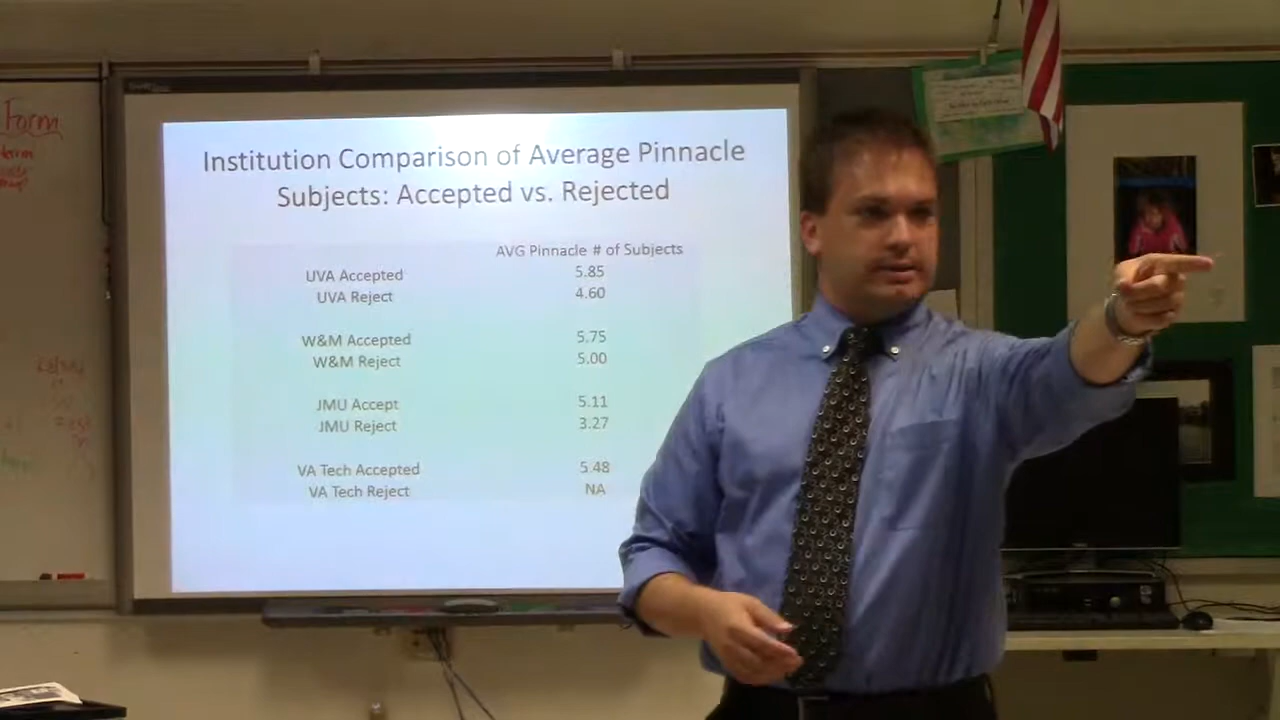 Form
Institution Comparison of Average Pinnacle
Subjects: Accepted vs. Rejected
AVG Pinnacle # of Subjects
UVA Accepted 5.85
UVA Reject 4.60
W&M Accepted 5.75
W&M Reject 5.00
JMU Accept 5.11
JMU Reject 3.27
VA Tech Accepted 5.48
VA Tech Reject NA